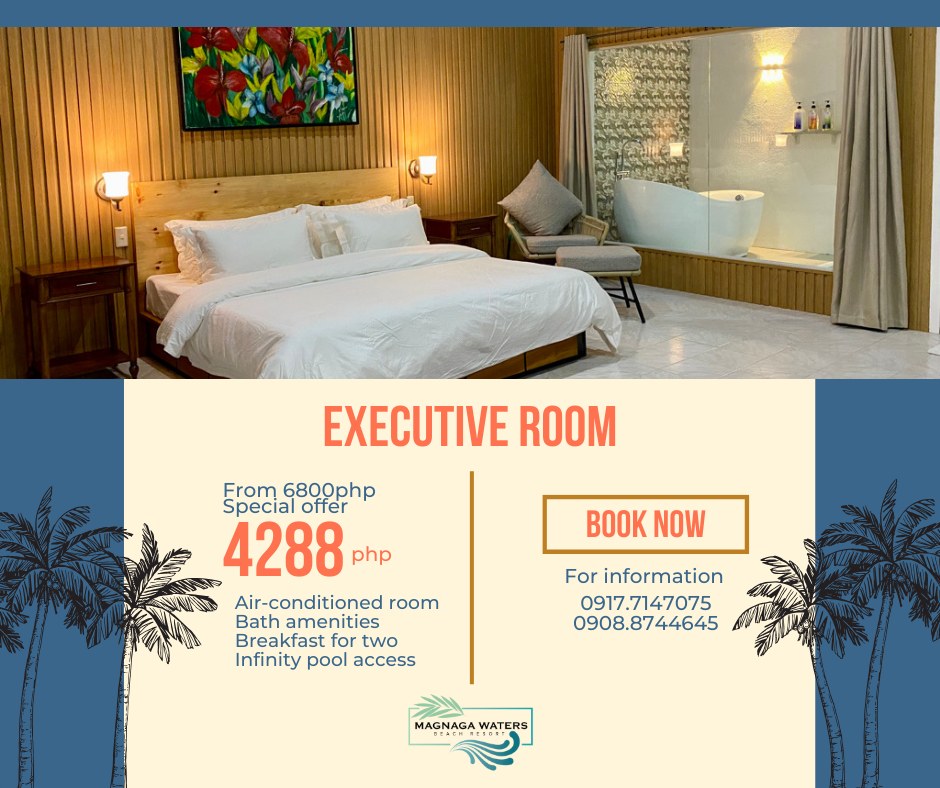 EXECUTIVE ROOM
From 6800php
Special offer
4288 php
Air-conditioned room
Bath amenities
Breakfast for two
Infinity pool access
BOOK NOW
For information
0917.7147075
0908.8744645
MAGNAGA WATERS
BEACH RESORT